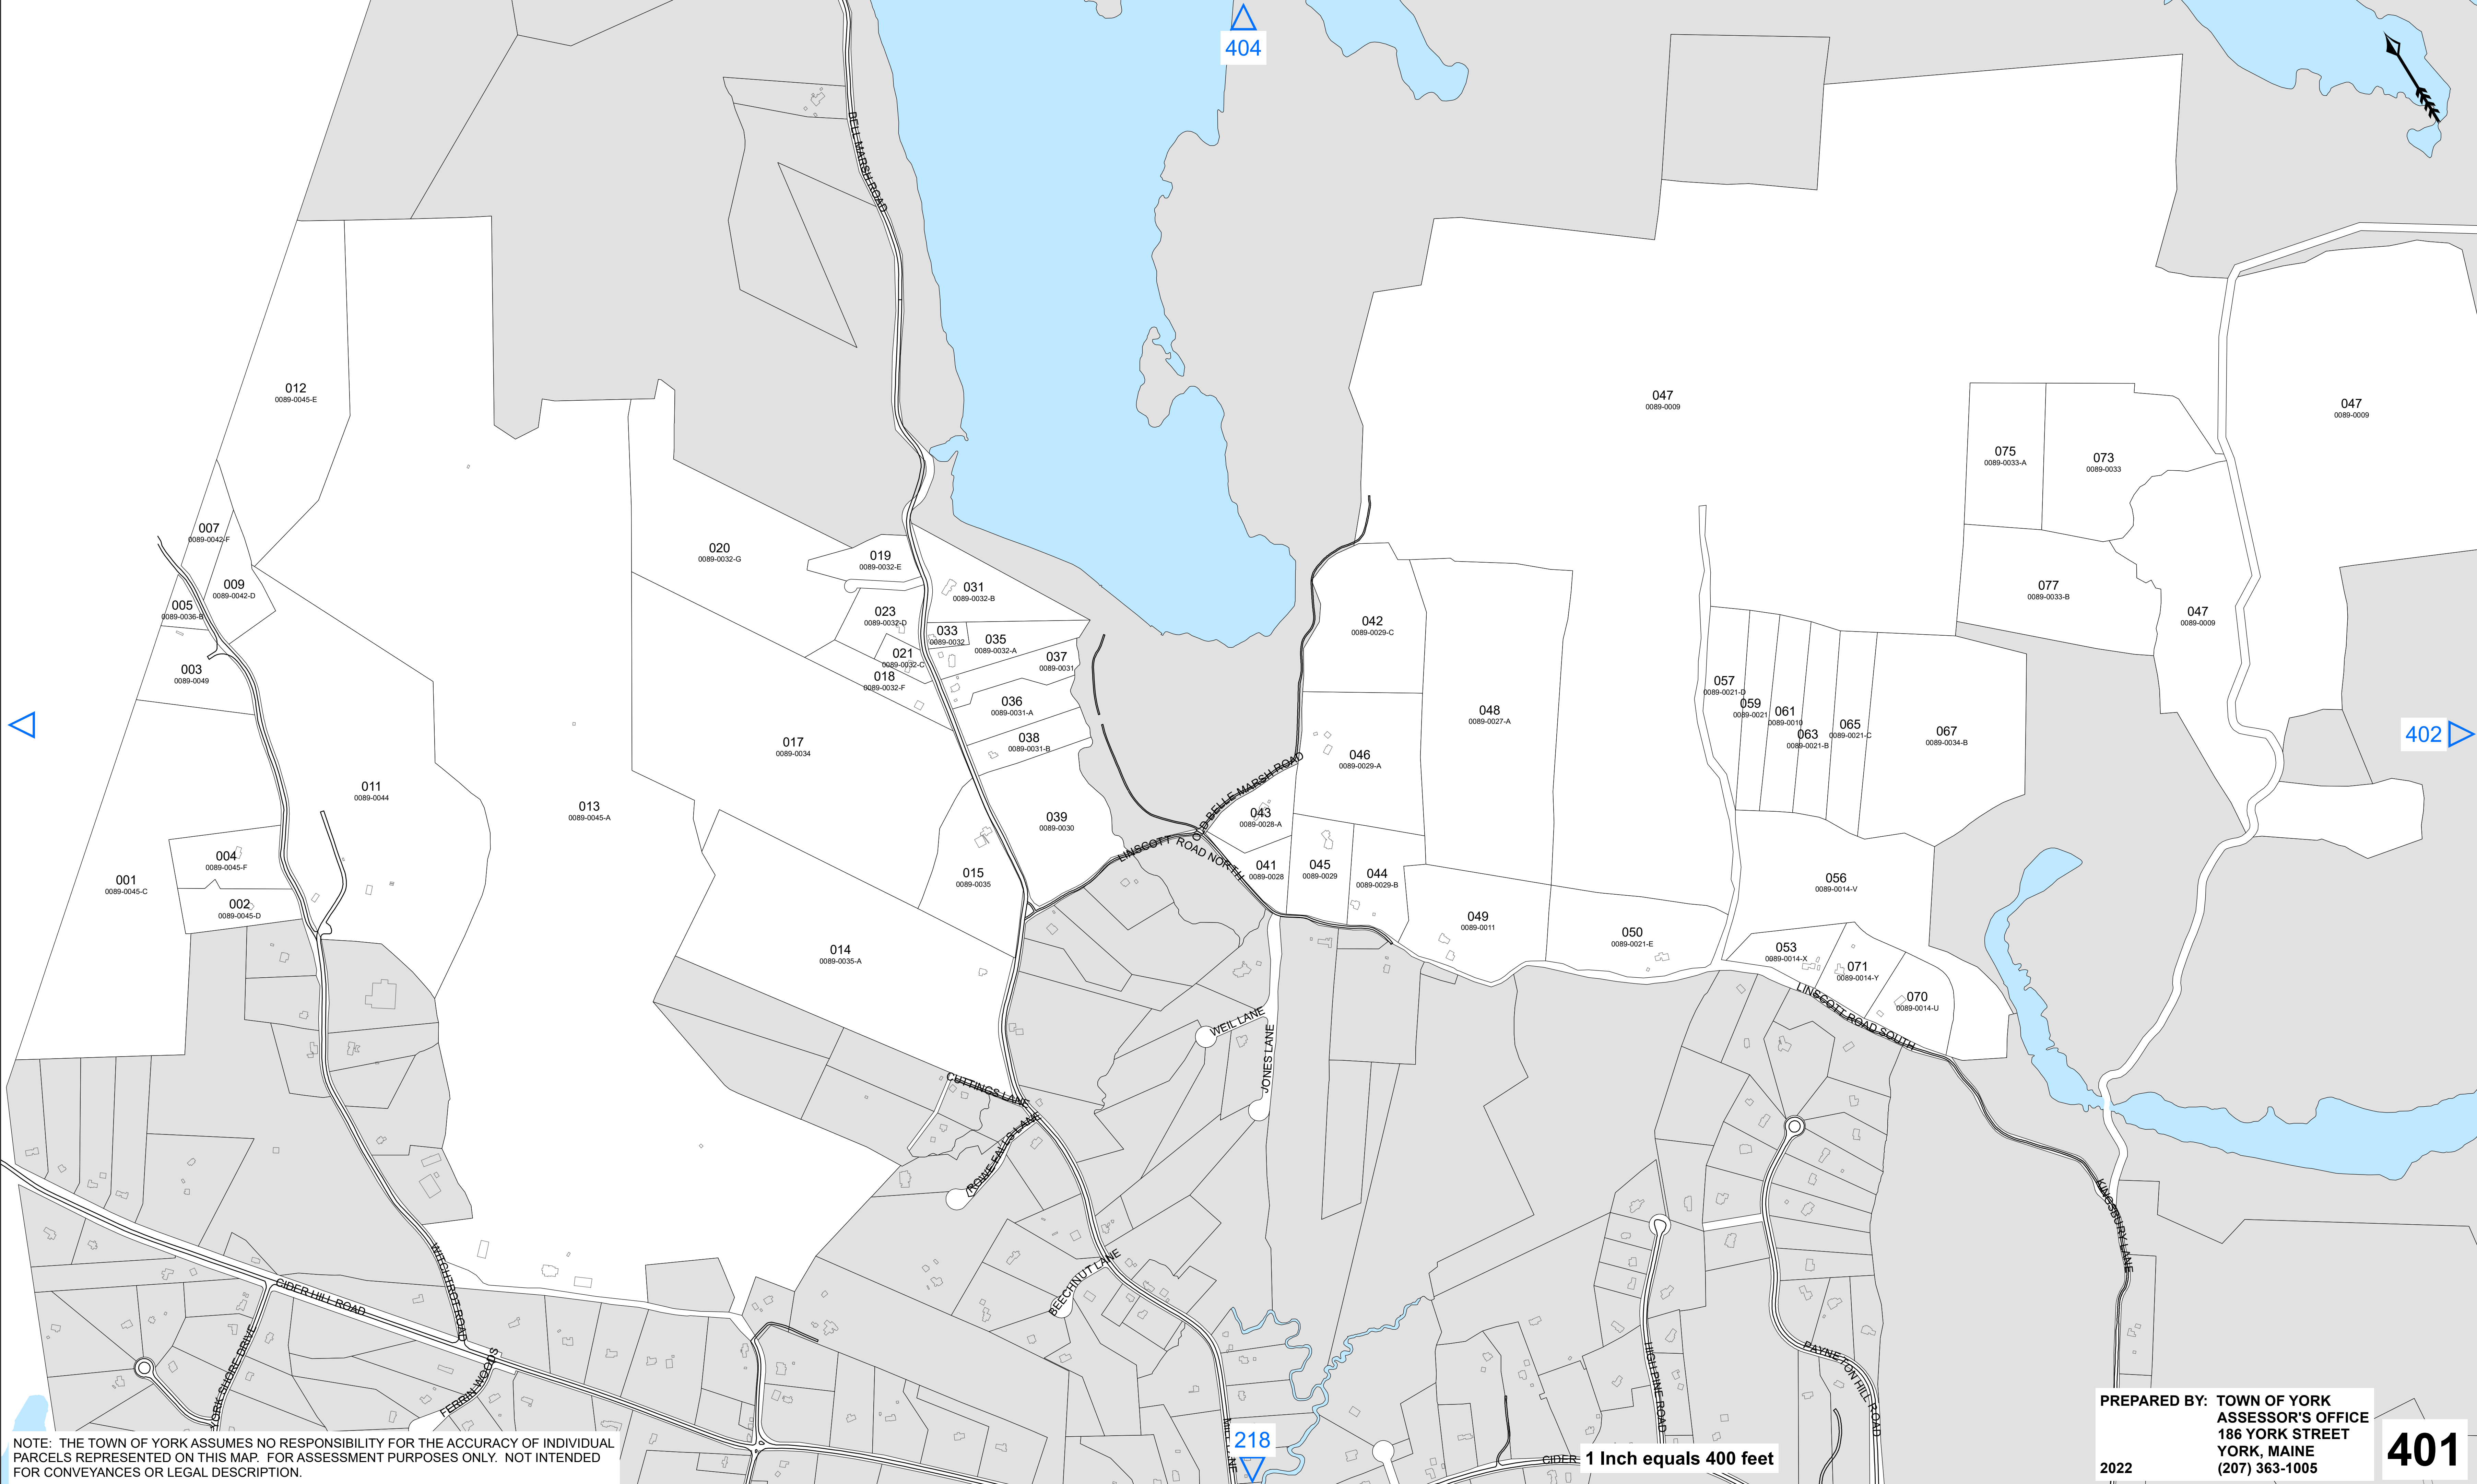 404
BELL MARSH ROAD
012
0089-0045-E
047
0089-0009
047
0089-0009
075
0089-0033-A
073
0089-0033
007
0089-0042-F
020
0089-0032-G
019
0089-0032-E
009
0089-0042-D
031
0089-0032-B
077
0089-0033-B
005
0089-0036-B
023
0089-0032-D
047
0089-0009
042
0089-0029-C
033
0089-0032
035
0089-0032-A
021
0089-0032-C
037
0089-0031
003
0089-0049
018
0089-0032-F
057
0089-0021-D
036
0089-0031-A
059
0089-0021
048
0089-0027-A
061
0089-0010
065
0089-0021-C
067
0089-0034-B
063
0089-0021-B
402
038
0089-0031-B
017
0089-0034
046
0089-0029-A
OLD BELLE MARSH ROAD
011
0089-0044
013
0089-0045-A
039
0089-0030
043
0089-0028-A
LINSCOTT ROAD NORTH
004
0089-0045-F
001
0089-0045-C
015
0089-0035
041
0089-0028
045
0089-0029
044
0089-0029-B
056
0089-0014-V
002
0089-0045-D
049
0089-0011
050
0089-0021-E
014
0089-0035-A
053
0089-0014-X
071
0089-0014-Y
070
0089-0014-U
LINSCOTT ROAD SOUTH
WEIL LANE
JONES LANE
CUTTINGS LANE
ROWE FALLS LANE
KINGSBURY LANE
BEECHNUT LANE
WITCHTROT ROAD
CIDER HILL ROAD
YORK SHORE DRIVE
FERRIN WOODS
HIGH PINE ROAD
PAYNETON HILL ROAD
218
CIDER
1 Inch equals 400 feet
NOTE: THE TOWN OF YORK ASSUMES NO RESPONSIBILITY FOR THE ACCURACY OF INDIVIDUAL
PARCELS REPRESENTED ON THIS MAP. FOR ASSESSMENT PURPOSES ONLY. NOT INTENDED
FOR CONVEYANCES OR LEGAL DESCRIPTION.
PREPARED BY: TOWN OF YORK
ASSESSOR'S OFFICE
186 YORK STREET
YORK, MAINE
2022 (207) 363-1005
401